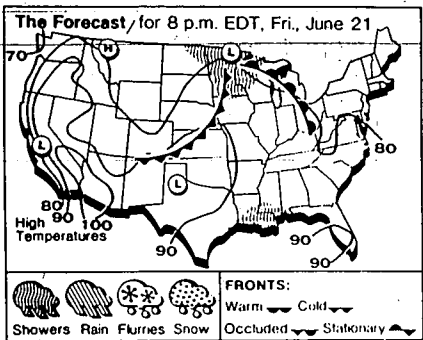 The Forecast / for 8 p.m. EDT, Fri., June 21
70
H
L
L
L
80
80
90
100
High
Temperatures
90
90
90
Showers Rain Flurries Snow
FRONTS:
Warm Cold
Occluded Stationary